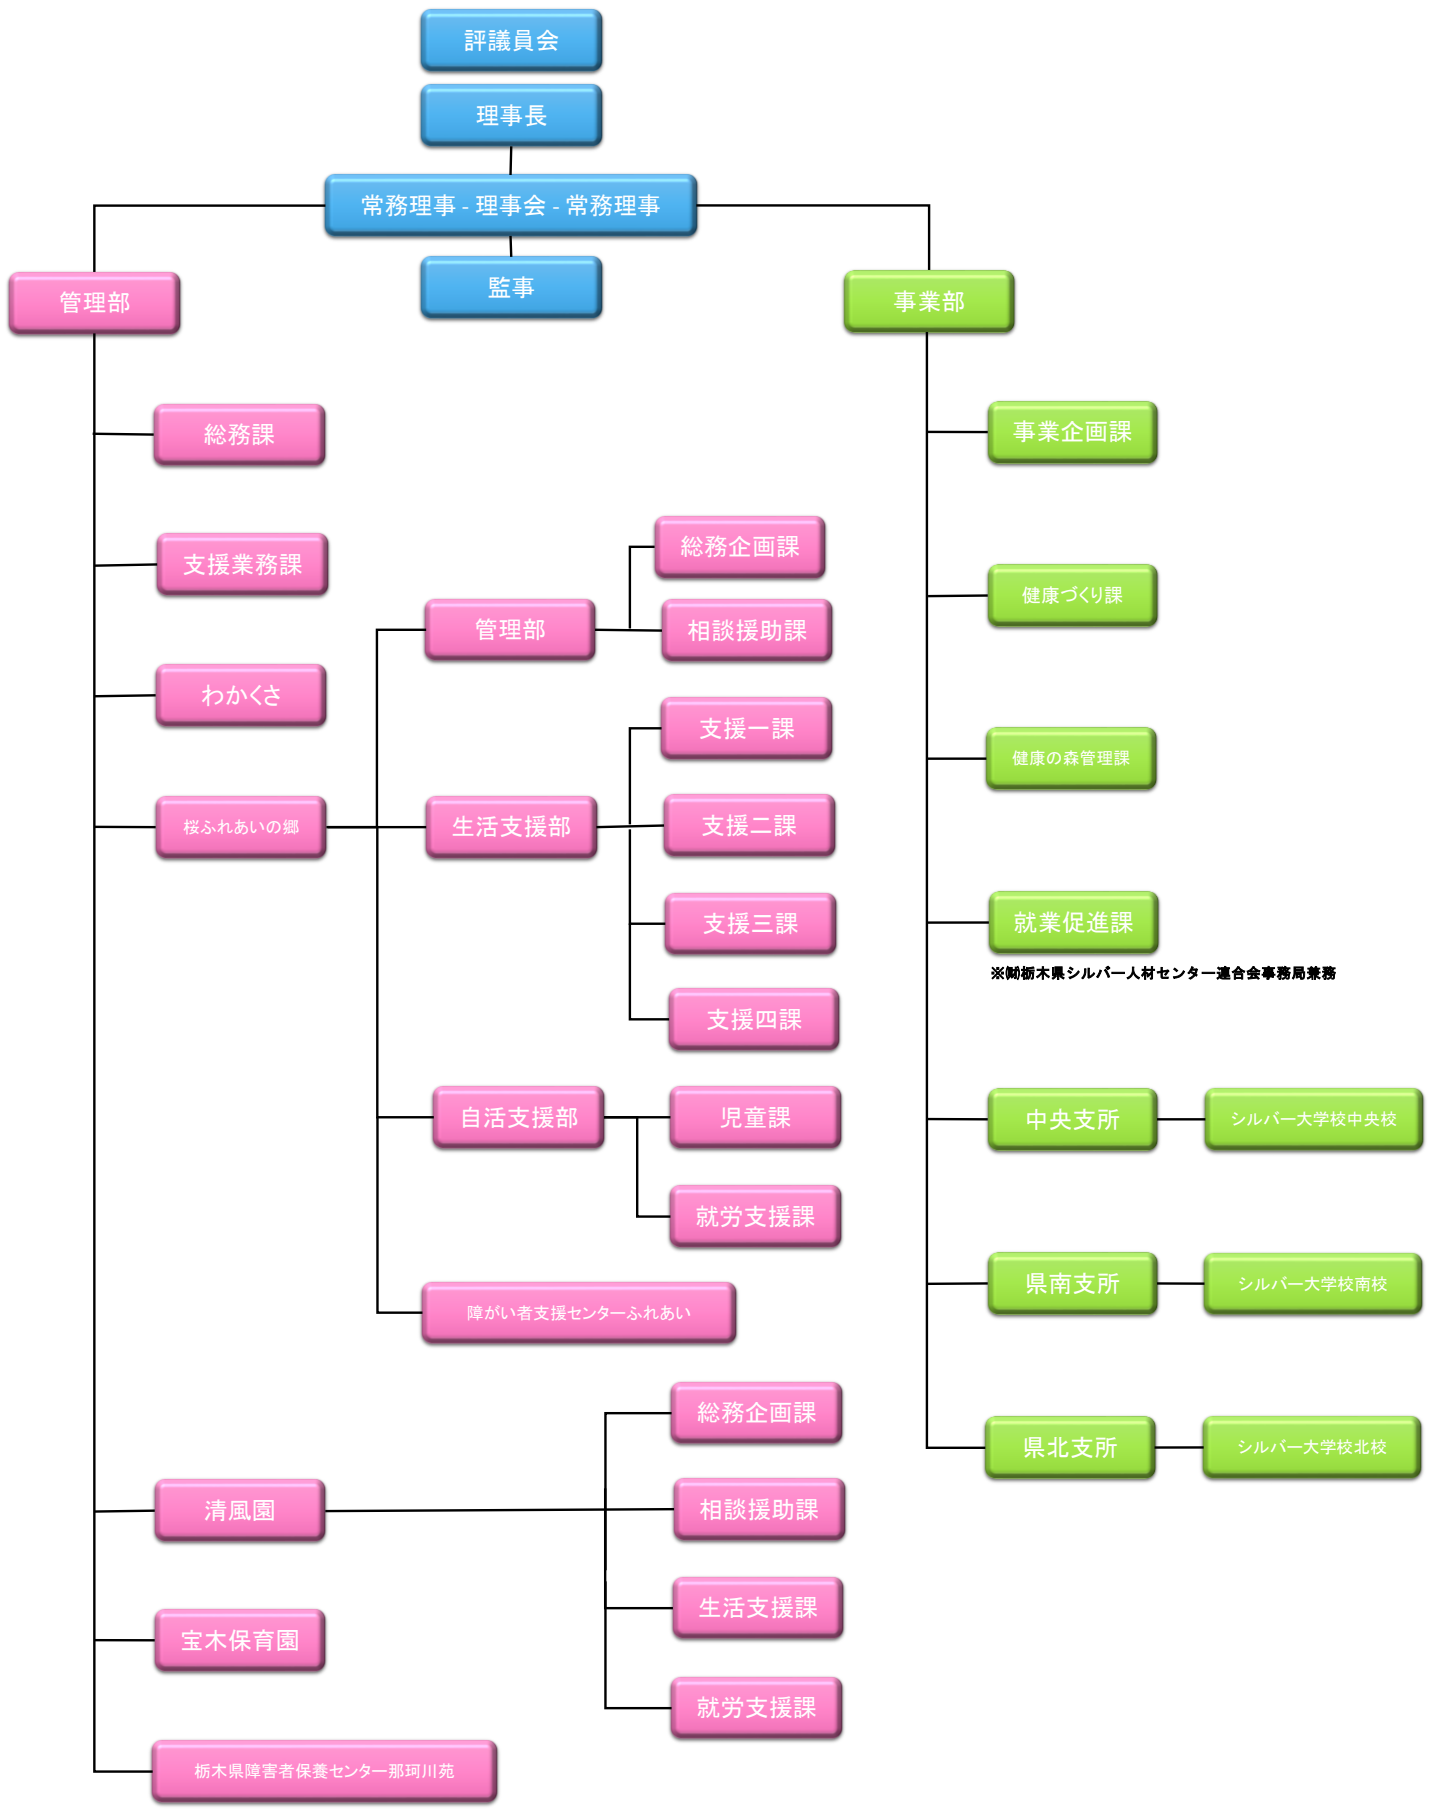 評議員会
理事長
常務理事 - 理事会 - 常務理事
監事
管理部
総務課
支援業務課
わかくさ
桜ふれあいの郷
管理部
総務企画課
相談援助課
生活支援部
支援一課
支援二課
支援三課
支援四課
自活支援部
児童課
就労支援課
障がい者支援センターふれあい
清風園
総務企画課
相談援助課
生活支援課
就労支援課
宝木保育園
栃木県障害者保養センター那珂川苑
事業部
事業企画課
健康づくり課
健康の森管理課
就業促進課
※㈶栃木県シルバー人材センター連合会事務局兼務
中央支所
シルバー大学校中央校
県南支所
シルバー大学校南校
県北支所
シルバー大学校北校